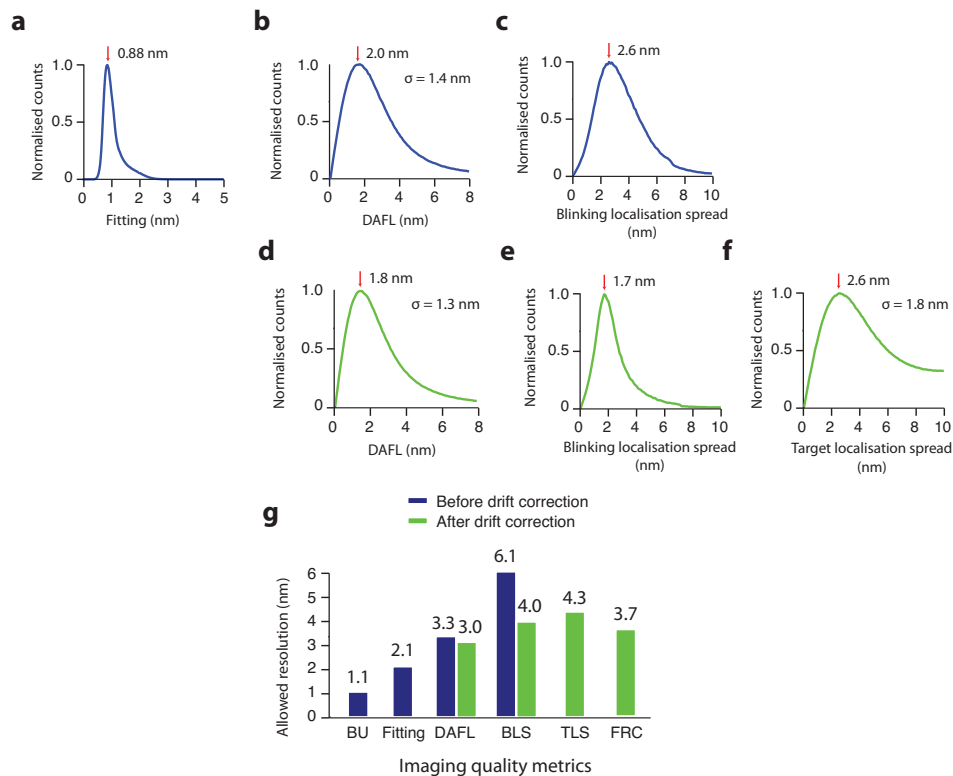 a
0.88 nm
Normalised counts
1.0
0.5
0
0 1 2 3 4 5
Fitting (nm)
b
2.0 nm
σ = 1.4 nm
Normalised counts
1.0
0.5
0
0 2 4 6 8
DAFL (nm)
c
2.6 nm
Normalised counts
1.0
0.5
0
0 2 4 6 8 10
Blinking localisation spread
(nm)
d
1.8 nm
σ = 1.3 nm
Normalised counts
1.0
0.5
0
0 2 4 6 8
DAFL (nm)
e
1.7 nm
Normalised counts
1.0
0.5
0
0 2 4 6 8 10
Blinking localisation spread
(nm)
f
2.6 nm
σ = 1.8 nm
Normalised counts
1.0
0.5
0
0 2 4 6 8 10
Target localisation spread
(nm)
g
Before drift correction
After drift correction
Allowed resolution (nm)
6
5
4
3
2
1
0
1.1
2.1
3.3
3.0
6.1
4.0
4.3
3.7
BU Fitting DAFL BLS TLS FRC
Imaging quality metrics